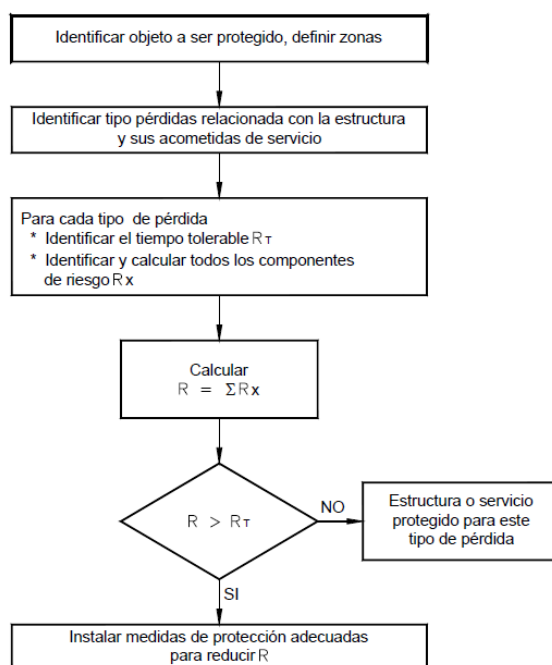 Identificar objeto a ser protegido, definir zonas
Identificar tipo pérdidas relacionada con la estructura
y sus acometidas de servicio
Para cada tipo de pérdida
* Identificar el tiempo tolerable RT
* Identificar y calcular todos los componentes
de riesgo Rx
Calcular
R = ΣRx
R > RT
NO
Estructura o servicio
protegido para este
tipo de pérdida
SI
Instalar medidas de protección adecuadas
para reducir R